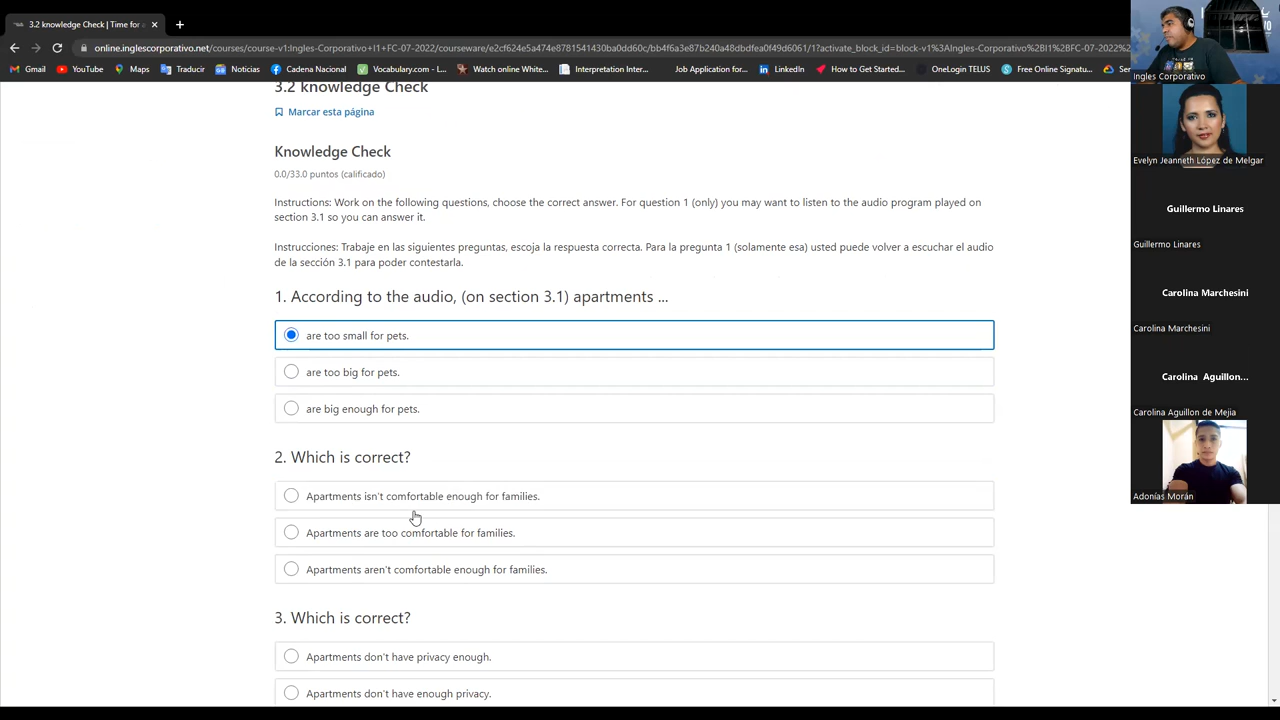 3.2 knowledge Check | Time for a
online.inglescorporativo.net/courses/course-v1:Ingles-Corporativo+I1+FC-07-2022/courseware/e2cf624e5a474e8781541430ba0dd60c/bb4f6a3e87b240a48dbdfea0f49d6061/1?activate_block_id=block-v1%3AIngles-Corporativo%2BI1%2BFC-07-2022%
Gmail YouTube Maps Traducir Noticias Cadena Nacional Vocabulary.com - L... Watch online White... Interpretation Inter... Job Application for... LinkedIn How to Get Started... OneLogin TELUS Free Online Signatu... Ser
3.2 knowledge Check
Marcar esta página
Knowledge Check
0.0/33.0 puntos (calificado)
Instructions: Work on the following questions, choose the correct answer. For question 1 (only) you may want to listen to the audio program played on
section 3.1 so you can answer it.
Instrucciones: Trabaje en las siguientes preguntas, escoja la respuesta correcta. Para la pregunta 1 (solamente esa) usted puede volver a escuchar el audio
de la sección 3.1 para poder contestarla.
1. According to the audio, (on section 3.1) apartments ...
are too small for pets.
are too big for pets.
are big enough for pets.
2. Which is correct?
Apartments isn't comfortable enough for families.
Apartments are too comfortable for families.
Apartments aren't comfortable enough for families.
3. Which is correct?
Apartments don't have privacy enough.
Apartments don't have enough privacy.
Ingles Corporativo
Evelyn Jeanneth López de Melgar
Guillermo Linares
Guillermo Linares
Carolina Marchesini
Carolina Marchesini
Carolina Aguillon...
Carolina Aguillon de Mejia
Adonías Morán